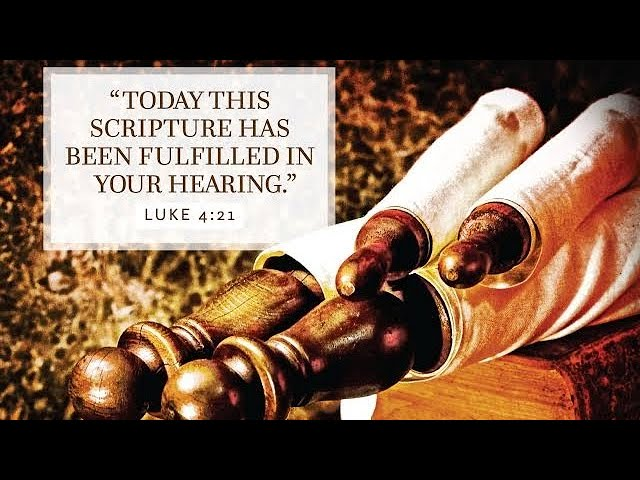 “TODAY THIS
SCRIPTURE HAS
BEEN FULFILLED IN
YOUR HEARING.”
LUKE 4:21